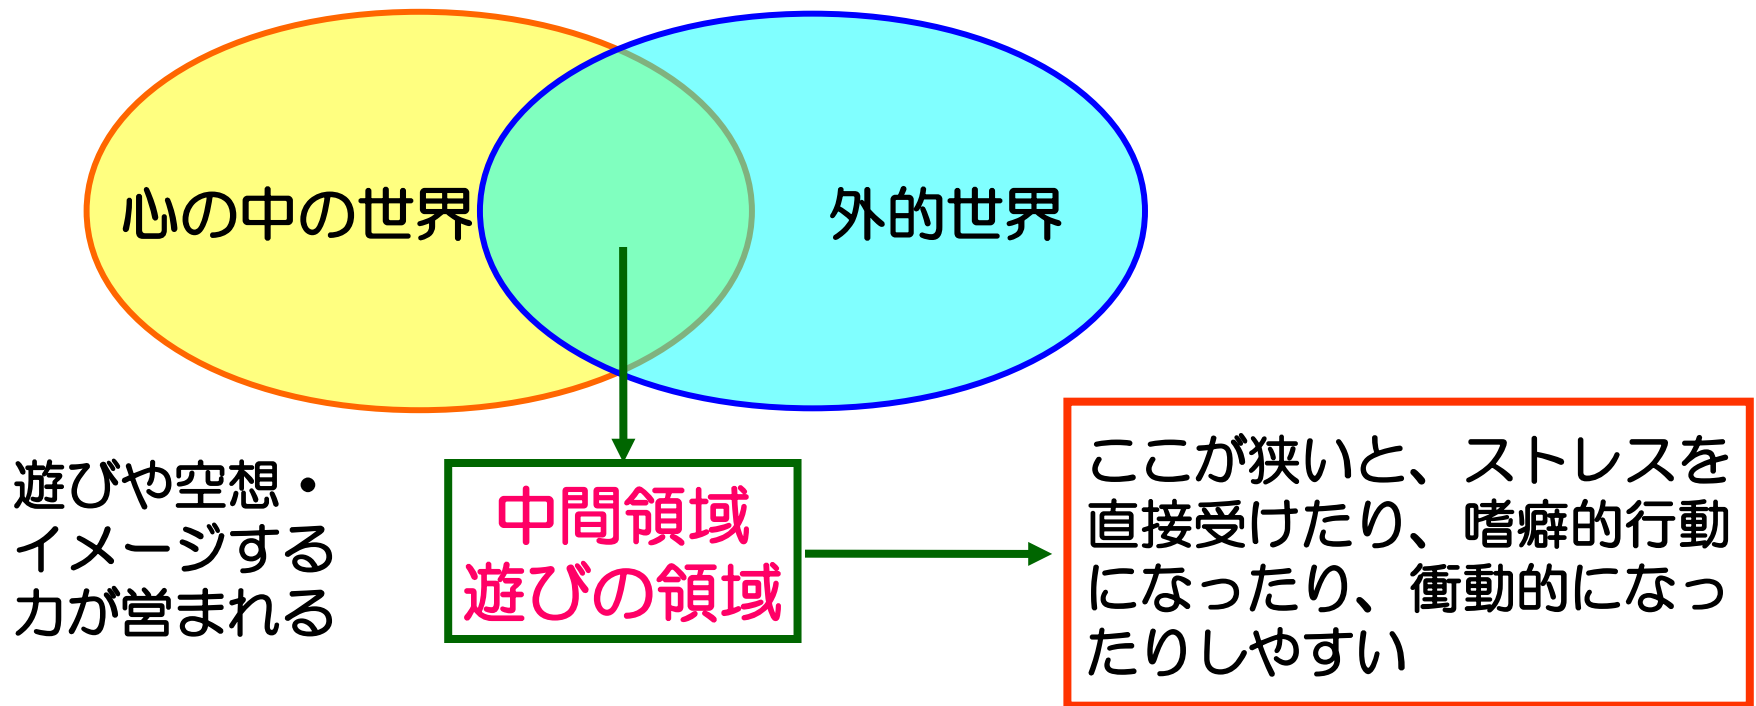 心の中の世界
外的世界
遊びや空想・
イメージする
力が営まれる
中間領域
遊びの領域
ここが狭いと、ストレスを
直接受けたり、嗜癖的行動
になったり、衝動的になっ
たりしやすい